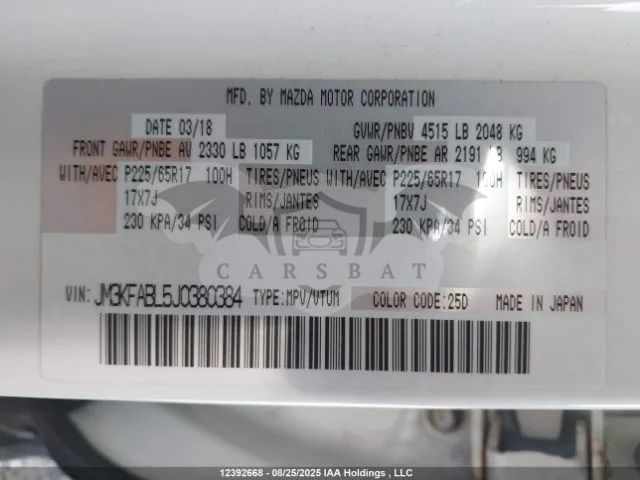 MFD. BY MAZDA MOTOR CORPORATION
DATE 03/18 GVWR/PNBV 4515 LB 2048 KG
FRONT GAWR/PNBE AV 2330 LB 1057 KG REAR GAWR/PNBE AR 2191 LB 994 KG
WITH/AVEC P225/65R17 100H TIRES/PNEUS WITH/AVEC P225/65R17 100H TIRES/PNEUS
17X7J RIMS/JANTES 17X7J RIMS/JANTES
230 KPA/34 PSI COLD/A FROID 230 KPA/34 PSI COLD/A FROID
CARSBAT
VIN: JM3KFABL5J0380384 TYPE:MPV/VTUM COLOR CODE:25D MADE IN JAPAN
12392668 - 08/25/2025 IAA Holdings , LLC